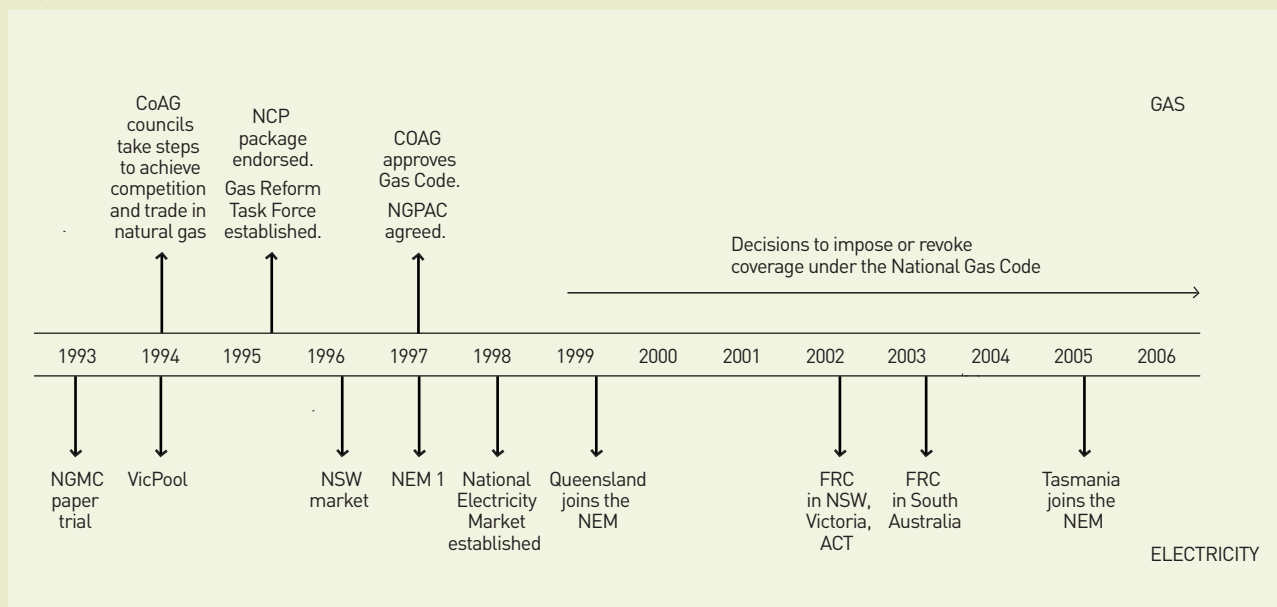 CoAG
councils
take steps
to achieve
competition
and trade in
natural gas
NCP
package
endorsed.
Gas Reform
Task Force
established.
COAG
approves
Gas Code.
NGPAC
agreed.
GAS
Decisions to impose or revoke
coverage under the National Gas Code
1993 1994 1995 1996 1997 1998 1999 2000 2001 2002 2003 2004 2005 2006
NGMC
paper
trial
VicPool
NSW
market
NEM 1
National
Electricity
Market
established
Queensland
joins the
NEM
FRC
in NSW,
Victoria,
ACT
FRC
in South
Australia
Tasmania
joins the
NEM
ELECTRICITY